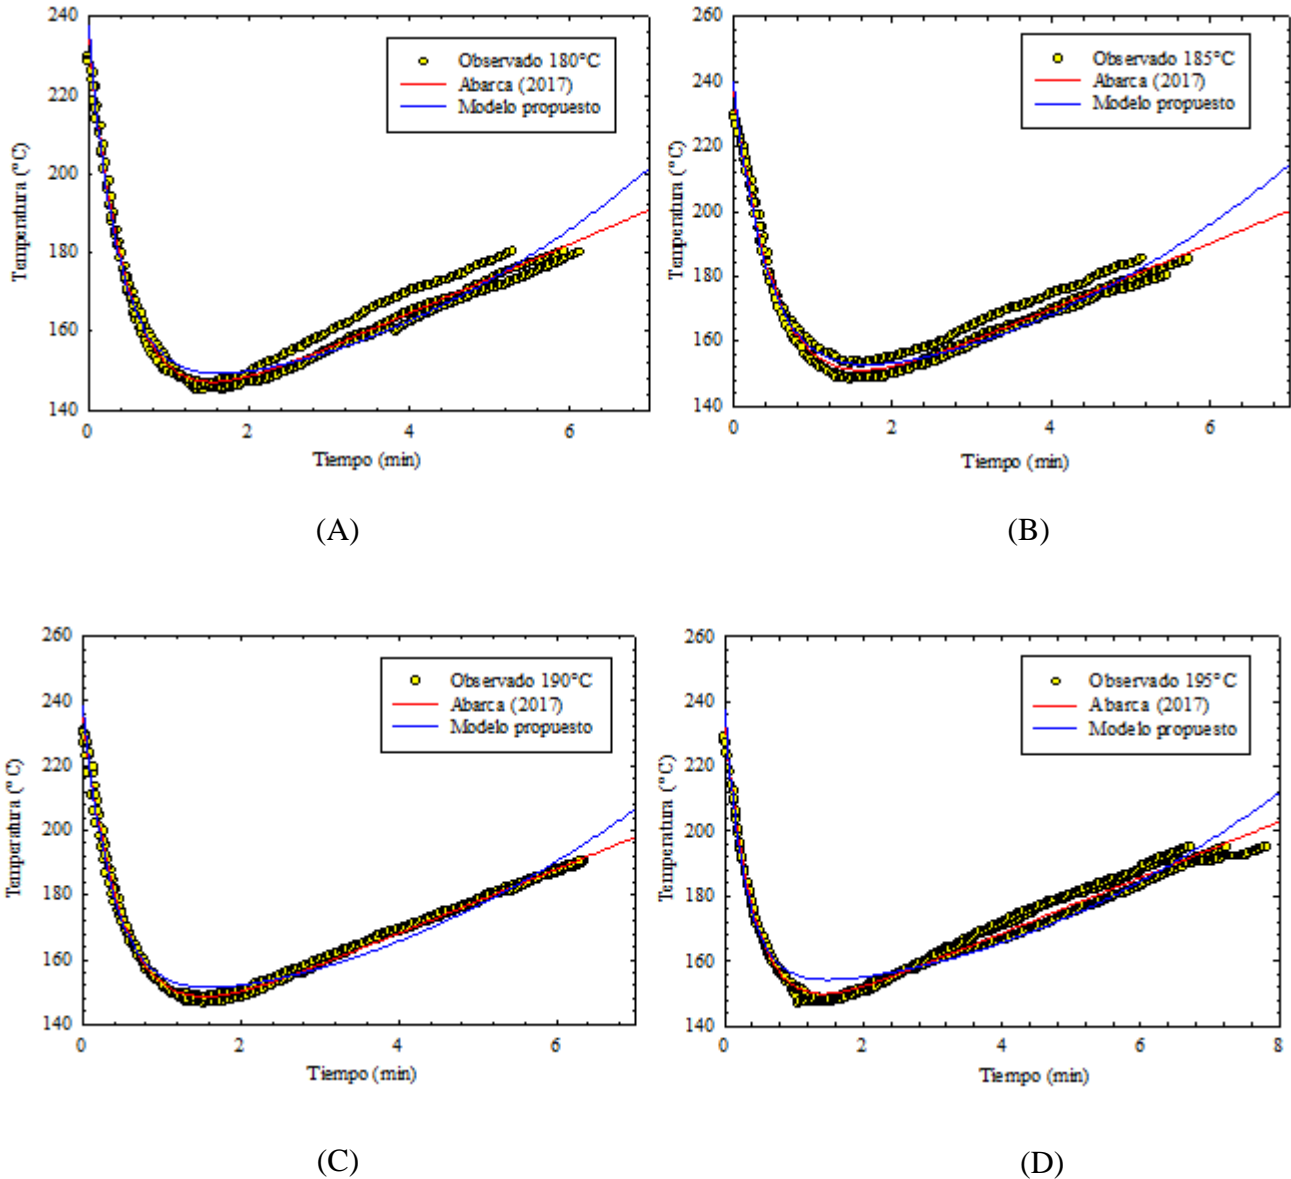 240
220
200
180
160
140
Temperatura (°C)
Observado 180°C
Abarca (2017)
Modelo propuesto
0
2
4
6
Tiempo (min)
(A)
260
240
220
200
180
160
140
Temperatura (°C)
Observado 185°C
Abarca (2017)
Modelo propuesto
0
2
4
6
Tiempo (min)
(B)
260
240
220
200
180
160
140
Temperatura (°C)
Observado 190°C
Abarca (2017)
Modelo propuesto
0
2
4
6
Tiempo (min)
(C)
260
240
220
200
180
160
140
Temperatura (°C)
Observado 195°C
Abarca (2017)
Modelo propuesto
0
2
4
6
8
Tiempo (min)
(D)